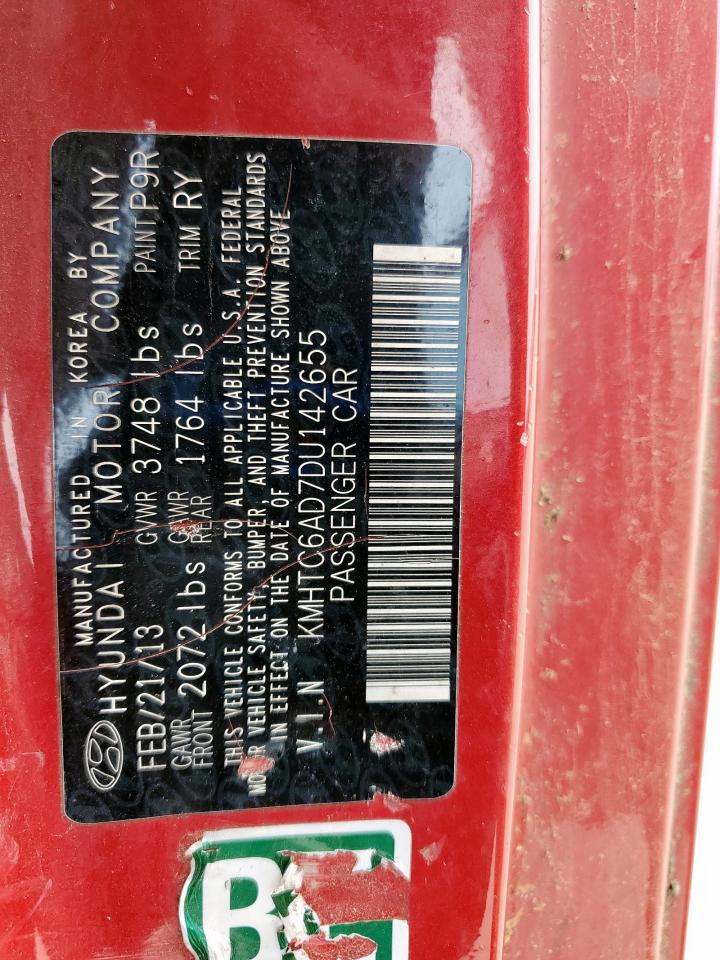 MANUFACTURED IN KOREA BY
HYUNDAI MOTOR COMPANY
FEB/21/13 GVWR 3748 lbs PAINT P9R
GAWR FRONT 2072 lbs GAWR REAR 1764 lbs TRIM RY
THIS VEHICLE CONFORMS TO ALL APPLICABLE U.S.A. FEDERAL
MOTOR VEHICLE SAFETY, BUMPER, AND THEFT PREVENTION STANDARDS
IN EFFECT ON THE DATE OF MANUFACTURE SHOWN ABOVE
V.I.N KMHTC6AD7DU142655
PASSENGER CAR
B